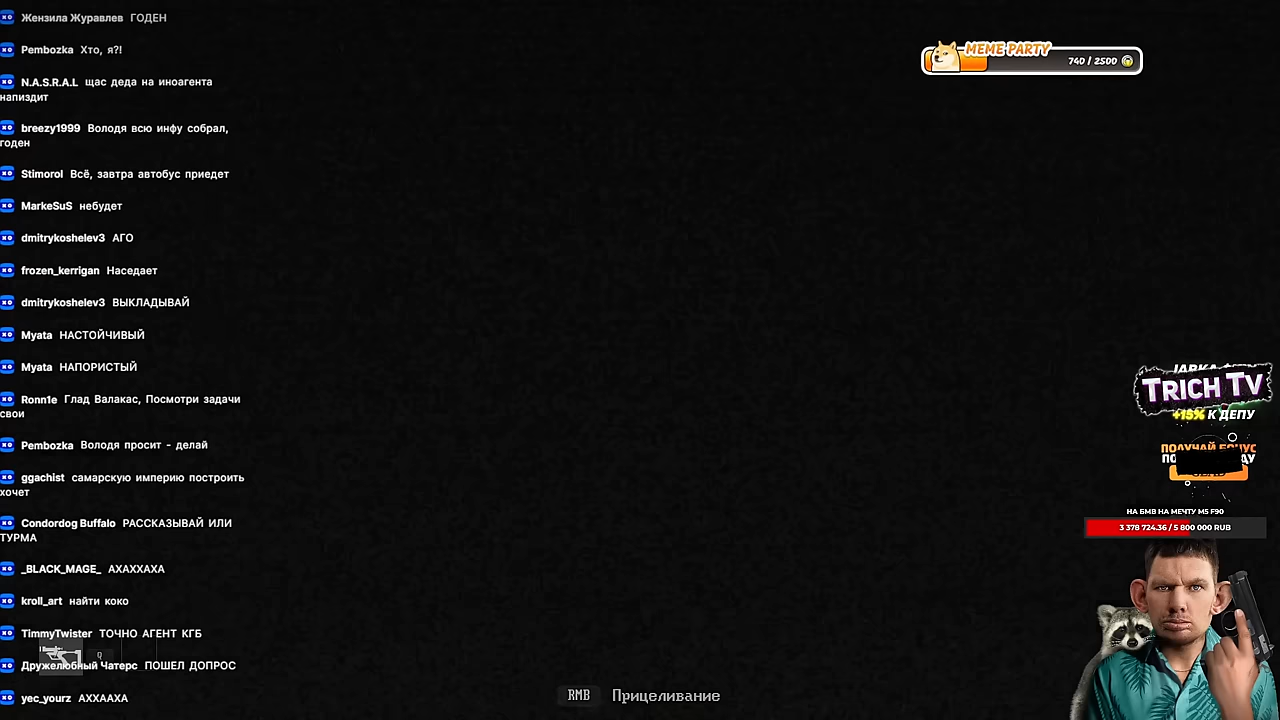 Жензила Журавлев ГОДЕН
Pembozka Хто, я?!
N.A.S.R.A.L щас деда на иноагента
напиздит
breezy1999 Володя всю инфу собрал,
годен
Stimorol Всё, завтра автобус приедет
MarkeSuS небудет
dmitrykoshelev3 АГО
frozen_kerrigan Наседает
dmitrykoshelev3 ВЫКЛАДЫВАЙ
Myata НАСТОЙЧИВЫЙ
Myata НАПОРИСТЫЙ
Ronn1e Глад Валакас, Посмотри задачи
свои
Pembozka Володя просит - делай
ggachist самарскую империю построить
хочет
Condordog Buffalo РАССКАЗЫВАЙ ИЛИ
ТУРМА
_BLACK_MAGE_ АХАХХАХА
kroll_art найти коко
TimmyTwister ТОЧНО АГЕНТ КГБ
Дружелюбный Чатерс ПОШЕЛ ДОПРОС
yec_yourz АХХААХА
Q
RMB Прицеливание
MEME PARTY
740 / 2500
TRICH TV
+15% К ДЕПУ
ПОЛУЧАЙ БОНУС
НА БМВ НА МЕЧТУ M5 F90
3 378 724.36 / 5 800 000 RUB